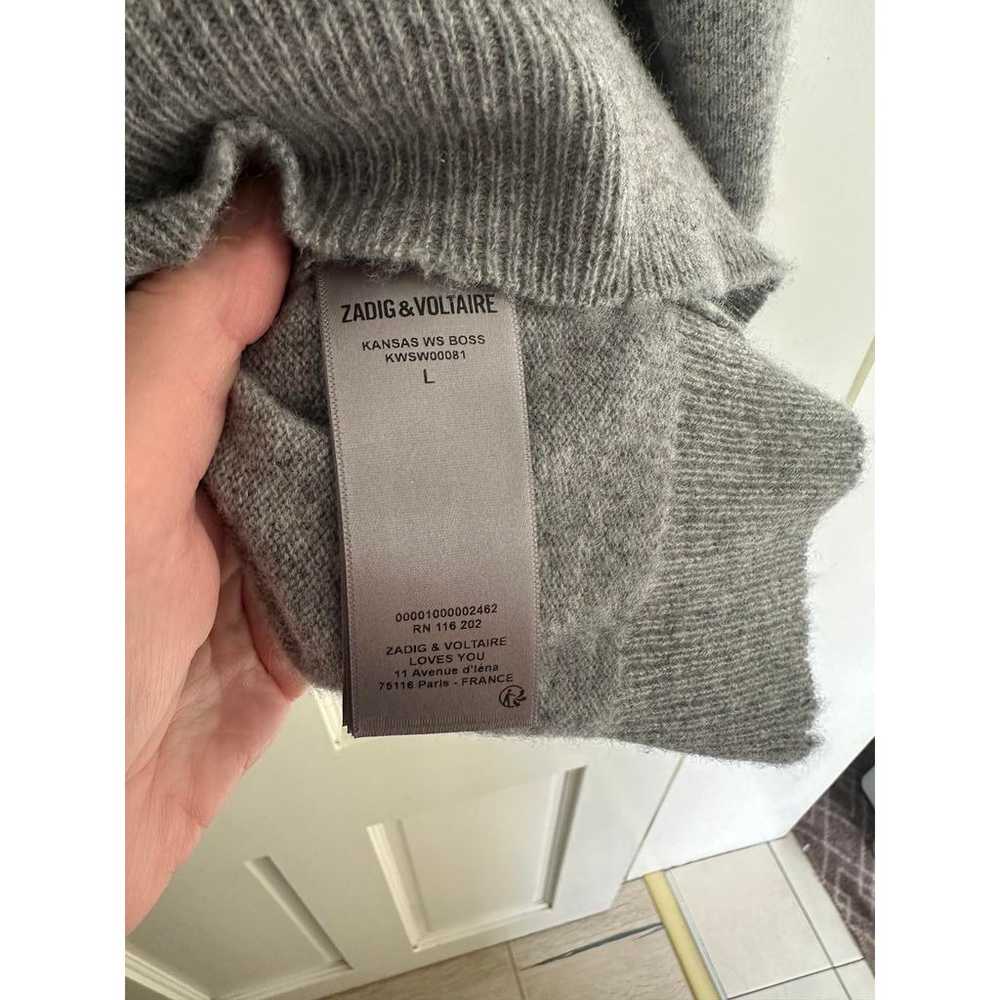 ZADIG & VOLTAIRE
KANSAS WS BOSS
KWSW00081
L
00001000002462
RN 116 202
ZADIG & VOLTAIRE
LOVES YOU
11 Avenue d'Iéna
75116 Paris - FRANCE